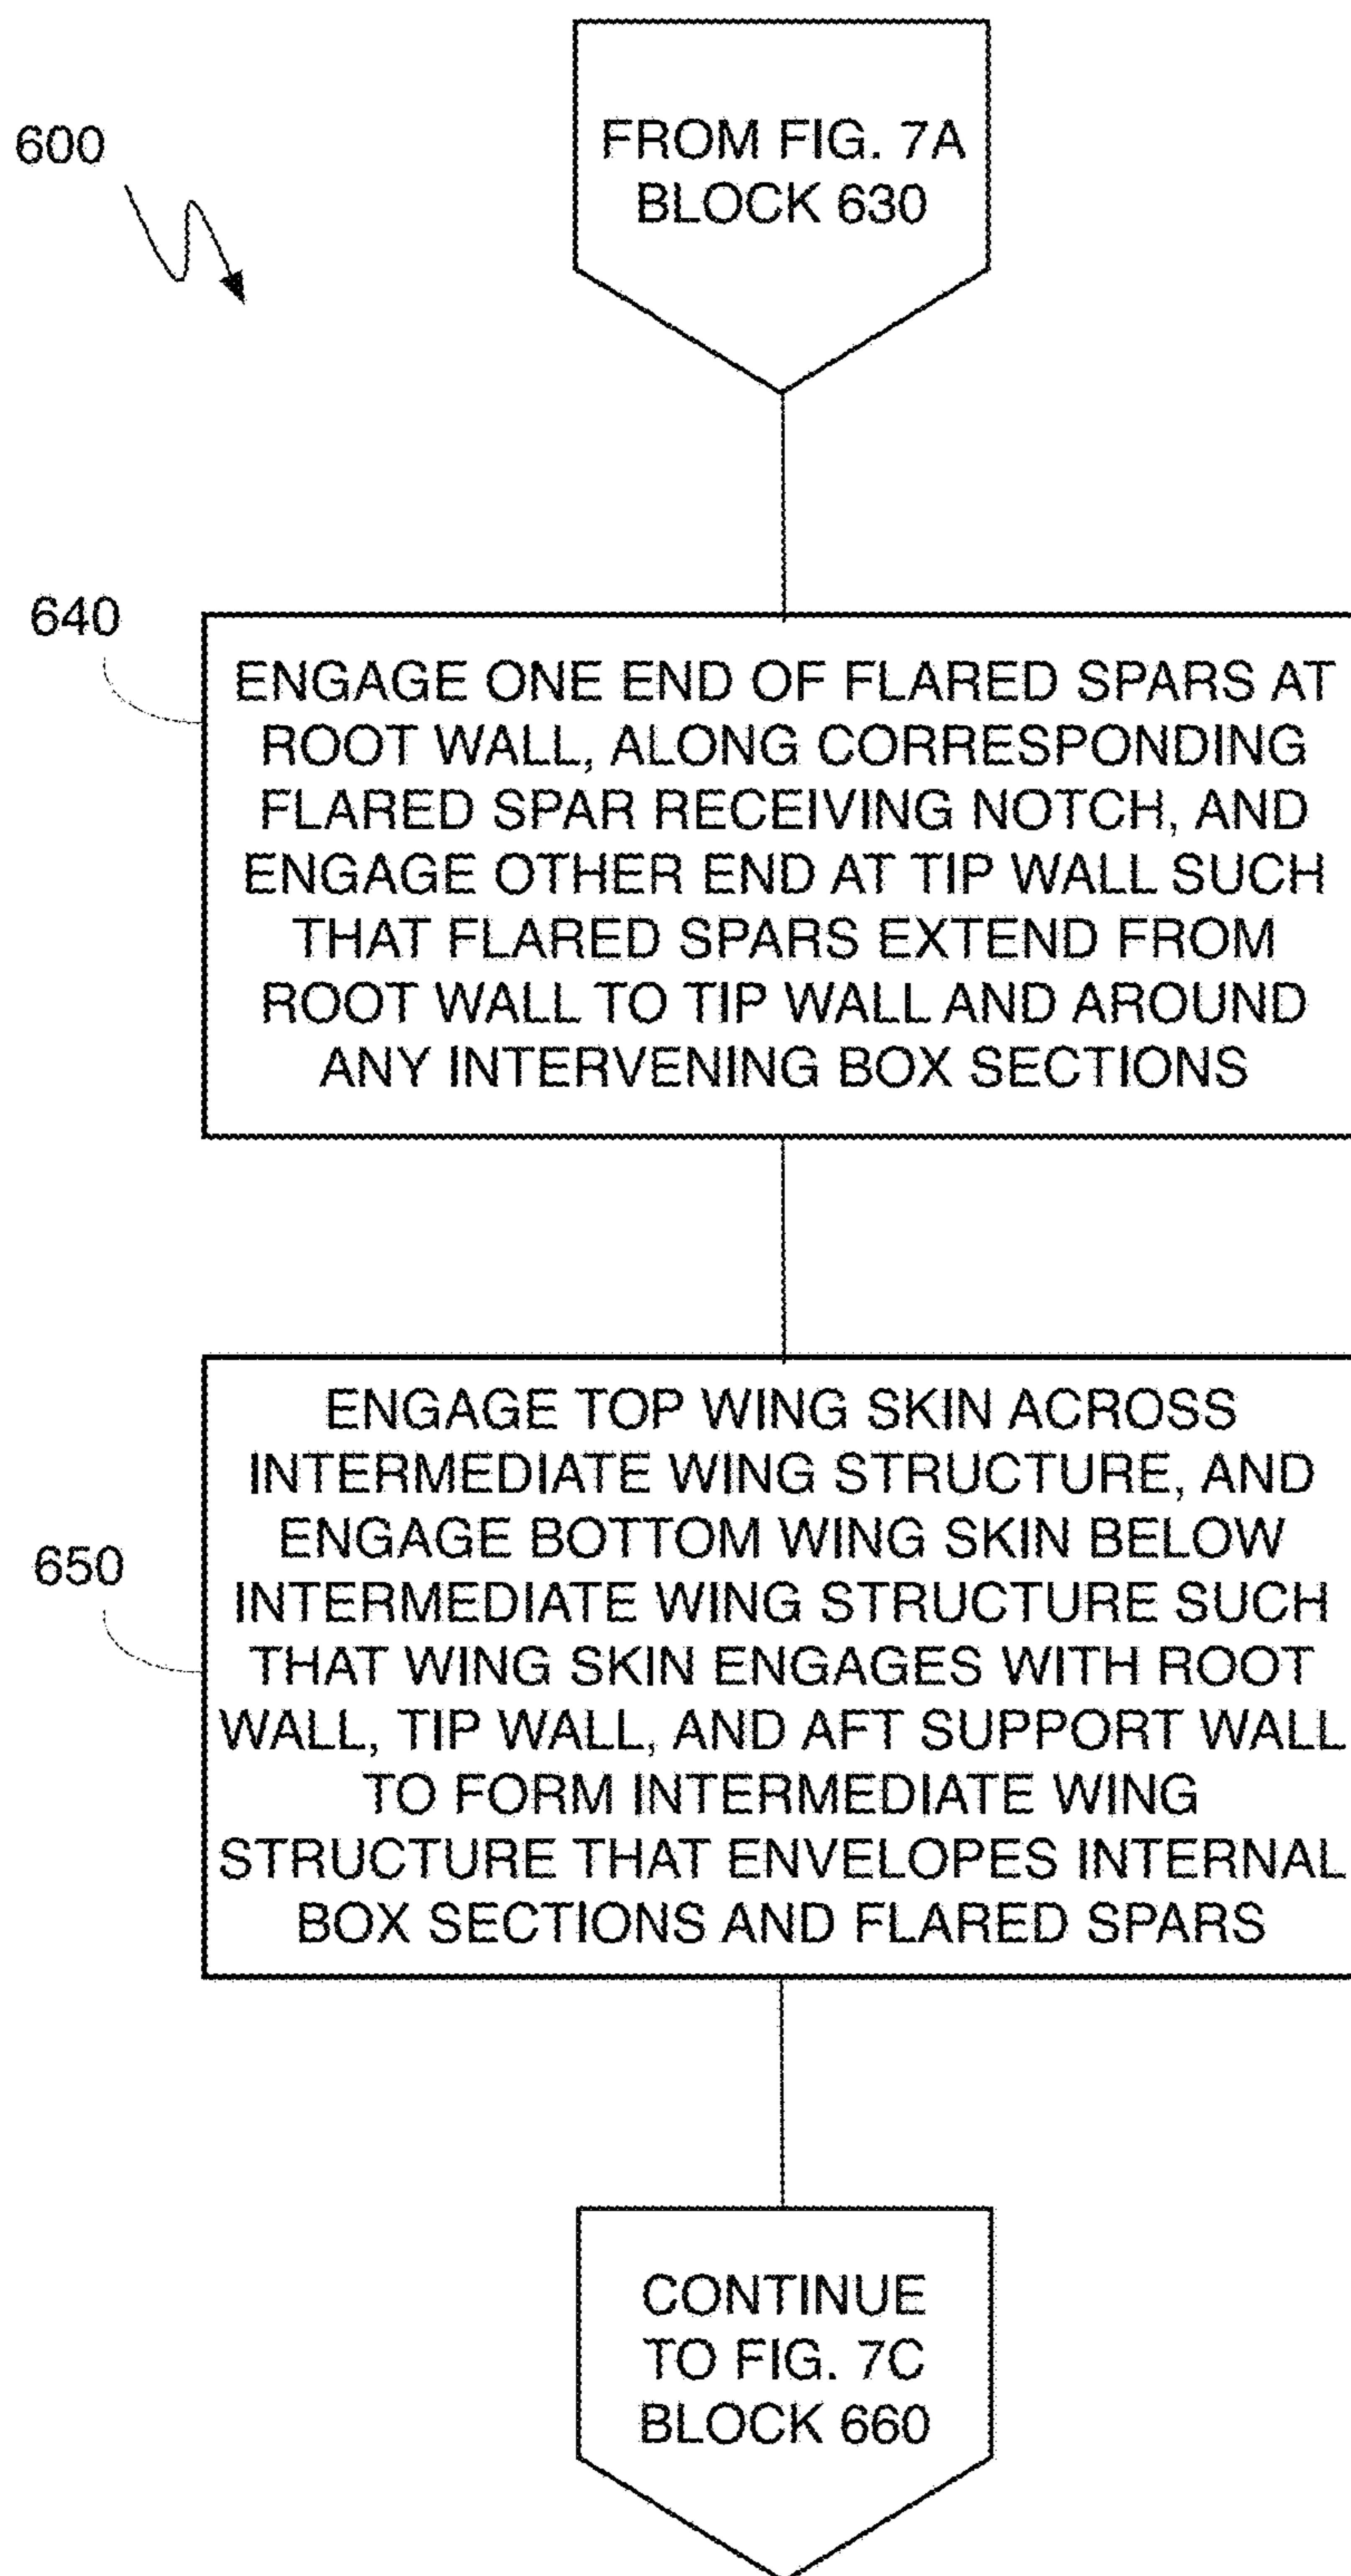 600
FROM FIG. 7A
BLOCK 630
640
ENGAGE ONE END OF FLARED SPARS AT
ROOT WALL, ALONG CORRESPONDING
FLARED SPAR RECEIVING NOTCH, AND
ENGAGE OTHER END AT TIP WALL SUCH
THAT FLARED SPARS EXTEND FROM
ROOT WALL TO TIP WALL AND AROUND
ANY INTERVENING BOX SECTIONS
650
ENGAGE TOP WING SKIN ACROSS
INTERMEDIATE WING STRUCTURE, AND
ENGAGE BOTTOM WING SKIN BELOW
INTERMEDIATE WING STRUCTURE SUCH
THAT WING SKIN ENGAGES WITH ROOT
WALL, TIP WALL, AND AFT SUPPORT WALL
TO FORM INTERMEDIATE WING
STRUCTURE THAT ENVELOPES INTERNAL
BOX SECTIONS AND FLARED SPARS
CONTINUE
TO FIG. 7C
BLOCK 660